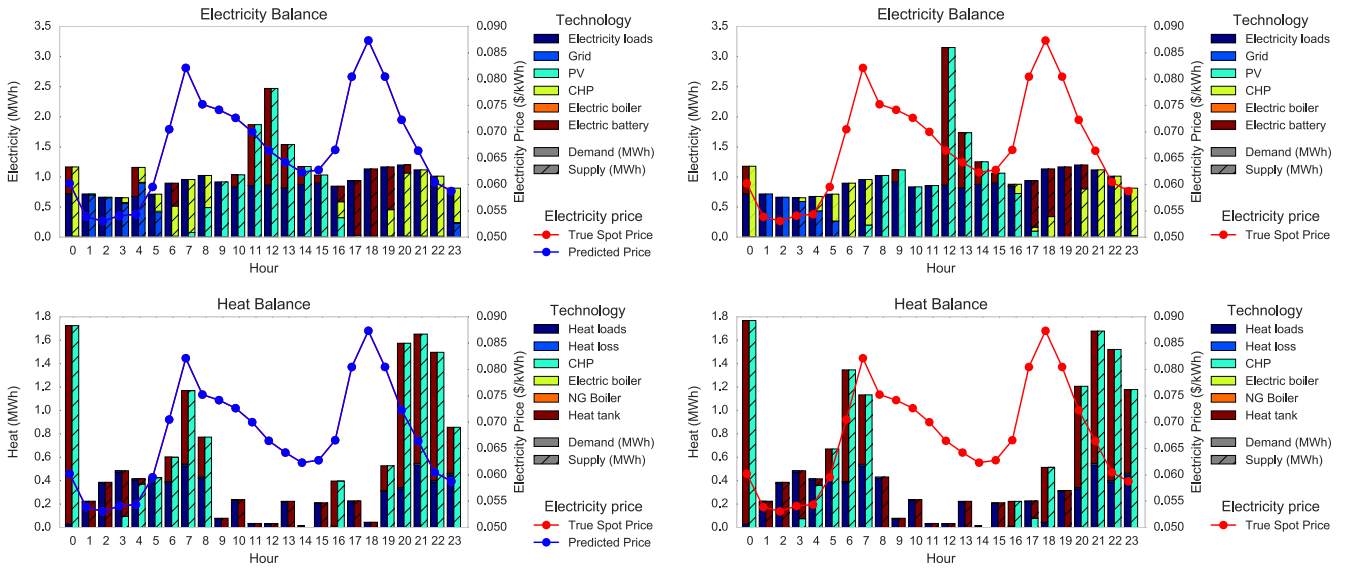 Electricity Balance
3.5
3.0
2.5
2.0
1.5
1.0
0.5
0.0
Electricity (MWh)
0 1 2 3 4 5 6 7 8 9 10 11 12 13 14 15 16 17 18 19 20 21 22 23
Hour
0.090
0.085
0.080
0.075
0.070
0.065
0.060
0.055
0.050
Electricity Price ($/kWh)
Technology
Electricity loads
Grid
PV
CHP
Electric boiler
Electric battery
Demand (MWh)
Supply (MWh)
Electricity price
True Spot Price
Predicted Price
Electricity Balance
3.5
3.0
2.5
2.0
1.5
1.0
0.5
0.0
Electricity (MWh)
0 1 2 3 4 5 6 7 8 9 10 11 12 13 14 15 16 17 18 19 20 21 22 23
Hour
0.090
0.085
0.080
0.075
0.070
0.065
0.060
0.055
0.050
Electricity Price ($/kWh)
Technology
Electricity loads
Grid
PV
CHP
Electric boiler
Electric battery
Demand (MWh)
Supply (MWh)
Electricity price
True Spot Price
Heat Balance
1.8
1.6
1.4
1.2
1.0
0.8
0.6
0.4
0.2
0.0
Heat (MWh)
0 1 2 3 4 5 6 7 8 9 10 11 12 13 14 15 16 17 18 19 20 21 22 23
Hour
0.090
0.085
0.080
0.075
0.070
0.065
0.060
0.055
0.050
Electricity Price ($/kWh)
Technology
Heat loads
Heat loss
CHP
Electric boiler
NG Boiler
Heat tank
Demand (MWh)
Supply (MWh)
Electricity price
True Spot Price
Predicted Price
Heat Balance
1.8
1.6
1.4
1.2
1.0
0.8
0.6
0.4
0.2
0.0
Heat (MWh)
0 1 2 3 4 5 6 7 8 9 10 11 12 13 14 15 16 17 18 19 20 21 22 23
Hour
0.090
0.085
0.080
0.075
0.070
0.065
0.060
0.055
0.050
Electricity Price ($/kWh)
Technology
Heat loads
Heat loss
CHP
Electric boiler
NG Boiler
Heat tank
Demand (MWh)
Supply (MWh)
Electricity price
True Spot Price